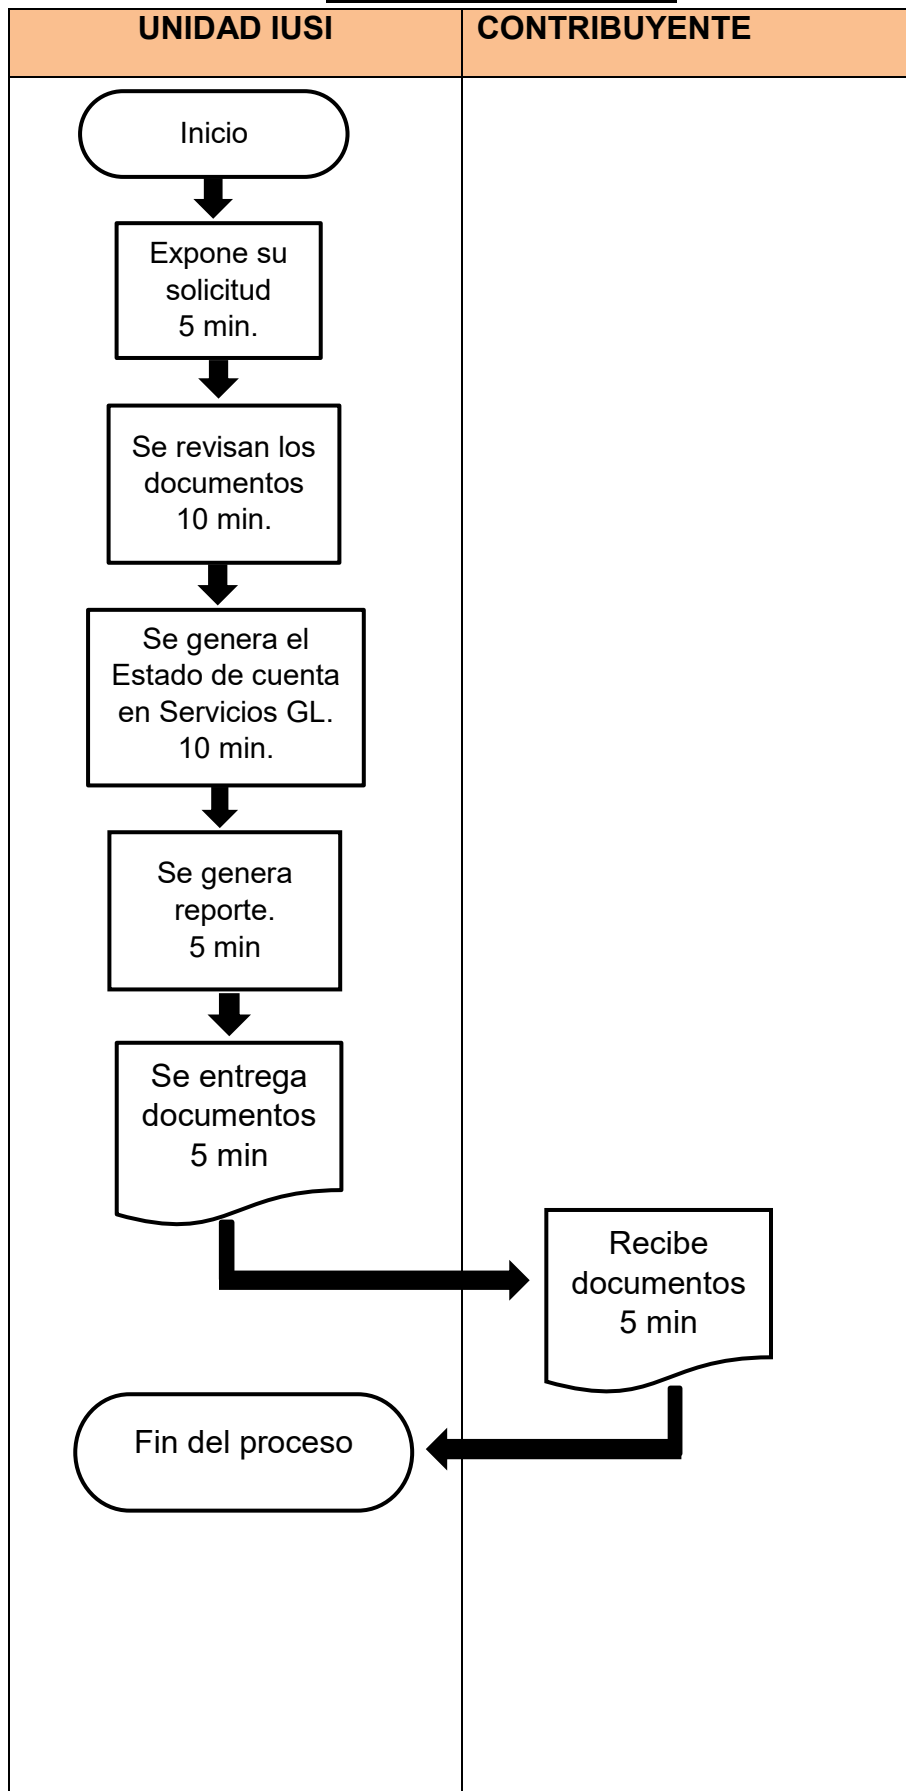 UNIDAD IUSI
CONTRIBUYENTE
Inicio
Expone su
solicitud
5 min.
Se revisan los
documentos
10 min.
Se genera el
Estado de cuenta
en Servicios GL.
10 min.
Se genera
reporte.
5 min
Se entrega
documentos
5 min
Recibe
documentos
5 min
Fin del proceso